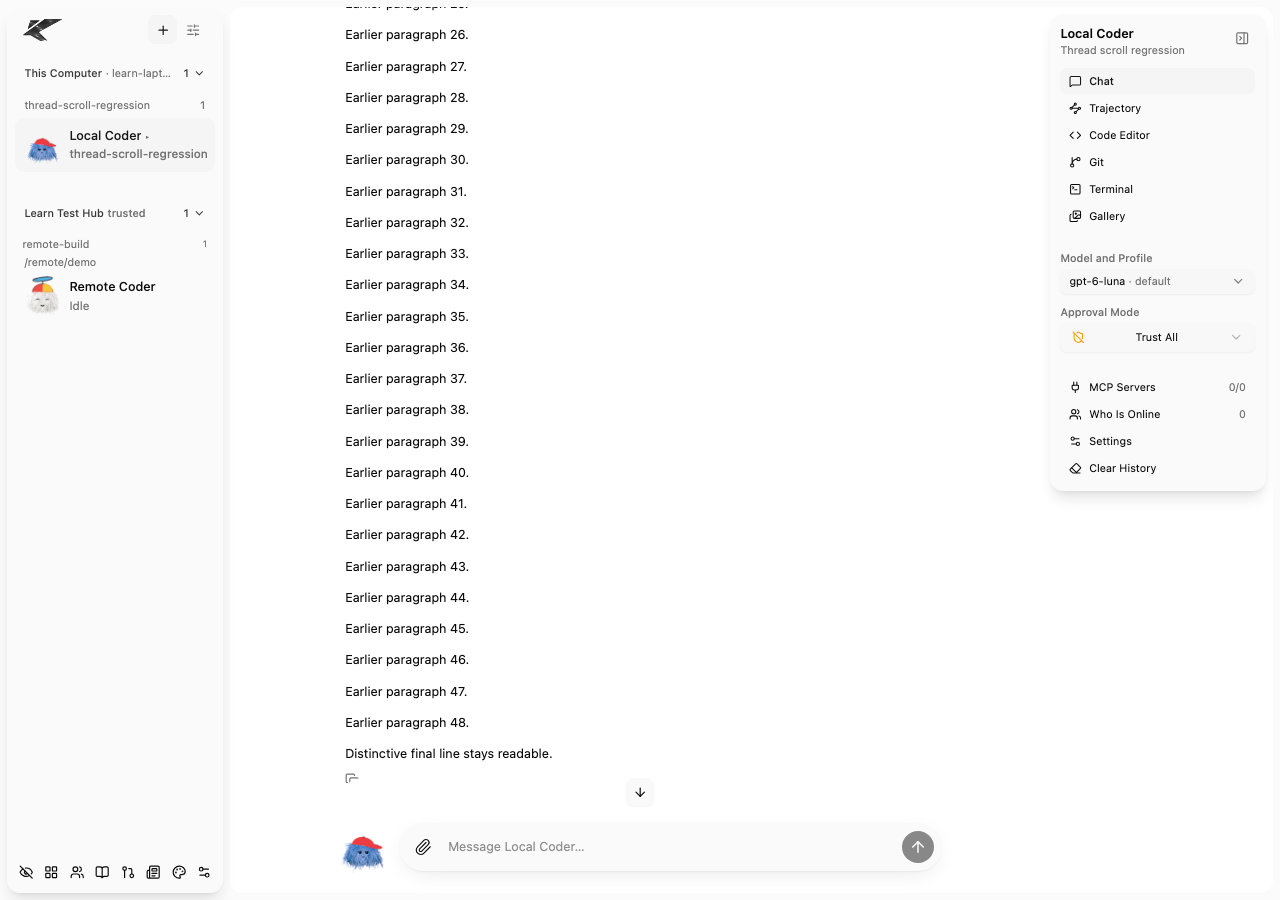 This Computer · learn-lapt... 1
thread-scroll-regression 1
Local Coder
thread-scroll-regression
Learn Test Hub trusted 1
remote-build 1
/remote/demo
Remote Coder
Idle
Earlier paragraph 26.
Earlier paragraph 27.
Earlier paragraph 28.
Earlier paragraph 29.
Earlier paragraph 30.
Earlier paragraph 31.
Earlier paragraph 32.
Earlier paragraph 33.
Earlier paragraph 34.
Earlier paragraph 35.
Earlier paragraph 36.
Earlier paragraph 37.
Earlier paragraph 38.
Earlier paragraph 39.
Earlier paragraph 40.
Earlier paragraph 41.
Earlier paragraph 42.
Earlier paragraph 43.
Earlier paragraph 44.
Earlier paragraph 45.
Earlier paragraph 46.
Earlier paragraph 47.
Earlier paragraph 48.
Distinctive final line stays readable.
Message Local Coder...
Local Coder
Thread scroll regression
Chat
Trajectory
Code Editor
Git
Terminal
Gallery
Model and Profile
gpt-6-luna · default
Approval Mode
Trust All
MCP Servers 0/0
Who Is Online 0
Settings
Clear History